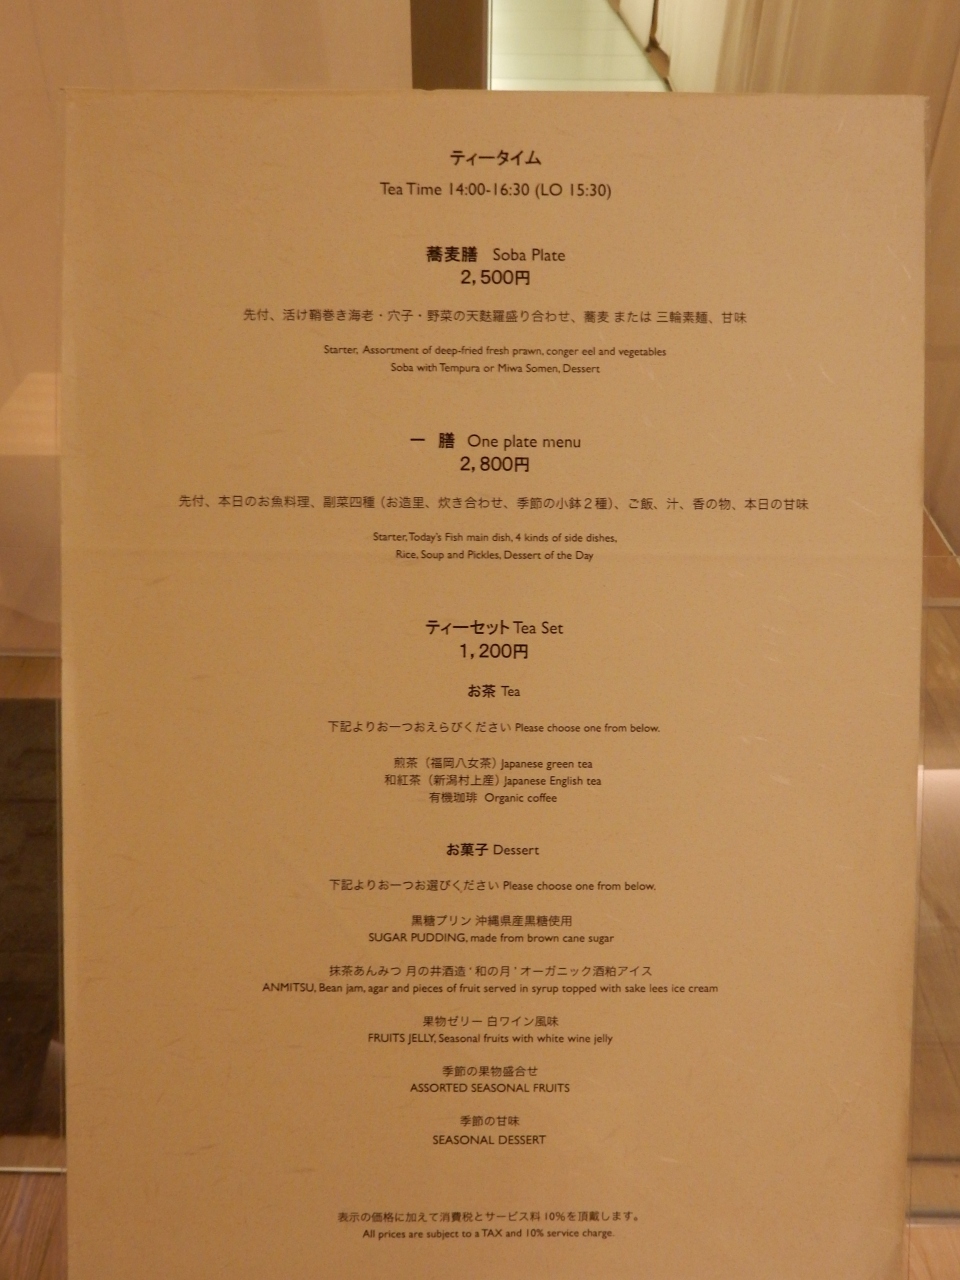 ティータイム
Tea Time 14:00-16:30 (LO 15:30)
蕎麦膳 Soba Plate
2,500円
先付、活け鞘巻き海老・穴子・野菜の天麩羅盛り合わせ、蕎麦 または 三輪素麺、甘味
Starter, Assortment of deep-fried fresh prawn, conger eel and vegetables
Soba with Tempura or Miwa Somen, Dessert
一 膳 One plate menu
2,800円
先付、本日のお魚料理、副菜四種 (お造里、炊き合わせ、季節の小鉢２種)、ご飯、汁、香の物、本日の甘味
Starter, Today's Fish main dish, 4 kinds of side dishes,
Rice, Soup and Pickles, Dessert of the Day
ティーセット Tea Set
1,200円
お茶 Tea
下記よりお一つおえらびください Please choose one from below.
煎茶（福岡八女茶）Japanese green tea
和紅茶（新潟村上産）Japanese English tea
有機珈琲 Organic coffee
お菓子 Dessert
下記よりお一つお選びください Please choose one from below.
黒糖プリン 沖縄県産黒糖使用
SUGAR PUDDING, made from brown cane sugar
抹茶あんみつ 月の井酒造 ‘ 和の月 ’ オーガニック酒粕アイス
ANMITSU, Bean jam, agar and pieces of fruit served in syrup topped with sake lees ice cream
果物ゼリー 白ワイン風味
FRUITS JELLY, Seasonal fruits with white wine jelly
季節の果物盛合せ
ASSORTED SEASONAL FRUITS
季節の甘味
SEASONAL DESSERT
表示の価格に加えて消費税とサービス料 10%を頂戴します。
All prices are subject to a TAX and 10% service charge.